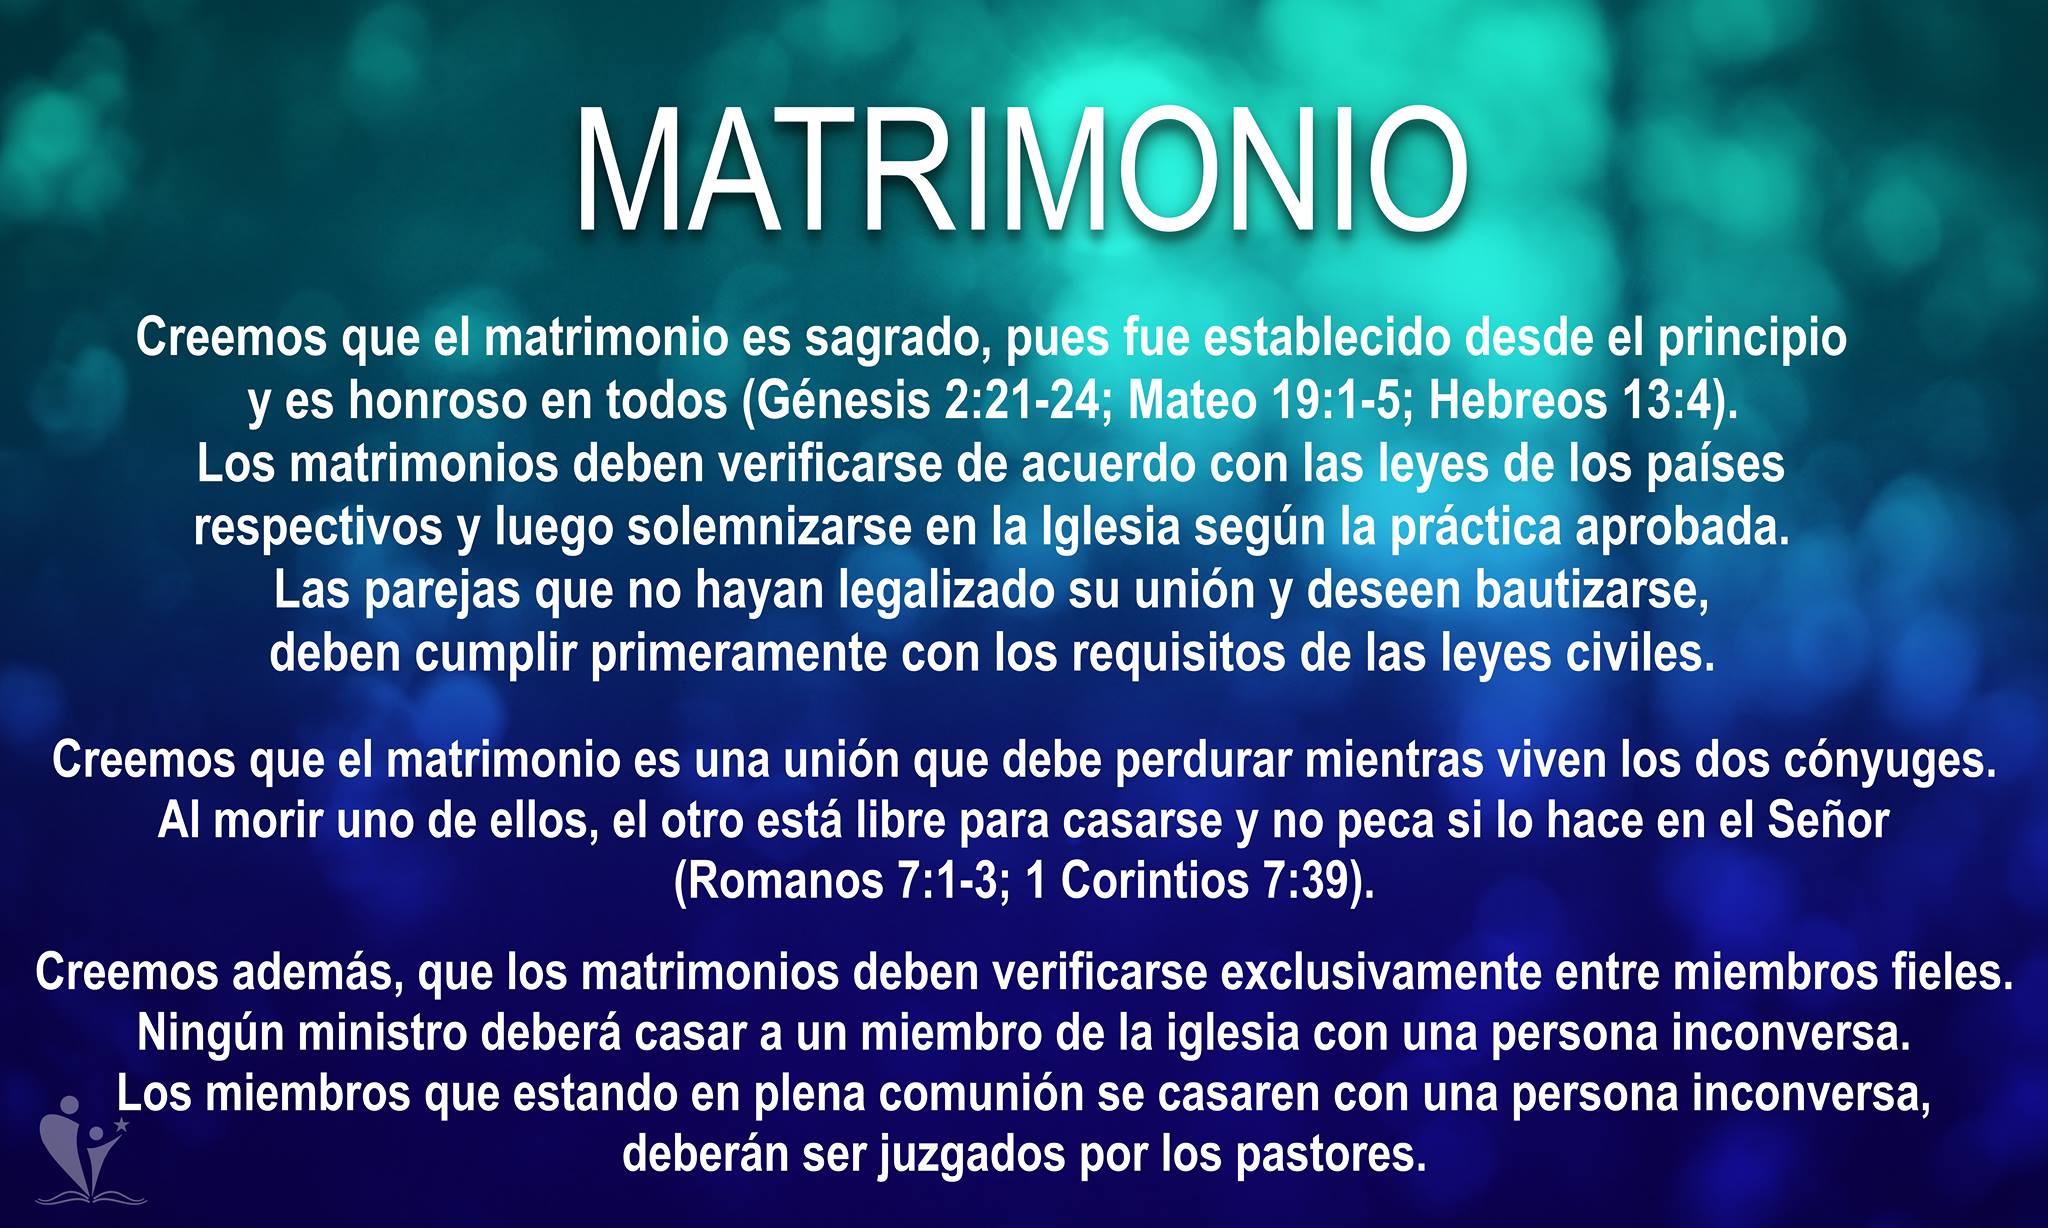 MATRIMONIO
Creemos que el matrimonio es sagrado, pues fue establecido desde el principio
y es honroso en todos (Génesis 2:21-24; Mateo 19:1-5; Hebreos 13:4).
Los matrimonios deben verificarse de acuerdo con las leyes de los países
respectivos y luego solemnizarse en la Iglesia según la práctica aprobada.
Las parejas que no hayan legalizado su unión y deseen bautizarse,
deben cumplir primeramente con los requisitos de las leyes civiles.
Creemos que el matrimonio es una unión que debe perdurar mientras viven los dos cónyuges.
Al morir uno de ellos, el otro está libre para casarse y no peca si lo hace en el Señor
(Romanos 7:1-3; 1 Corintios 7:39).
Creemos además, que los matrimonios deben verificarse exclusivamente entre miembros fieles.
Ningún ministro deberá casar a un miembro de la iglesia con una persona inconversa.
Los miembros que estando en plena comunión se casaren con una persona inconversa,
deberán ser juzgados por los pastores.